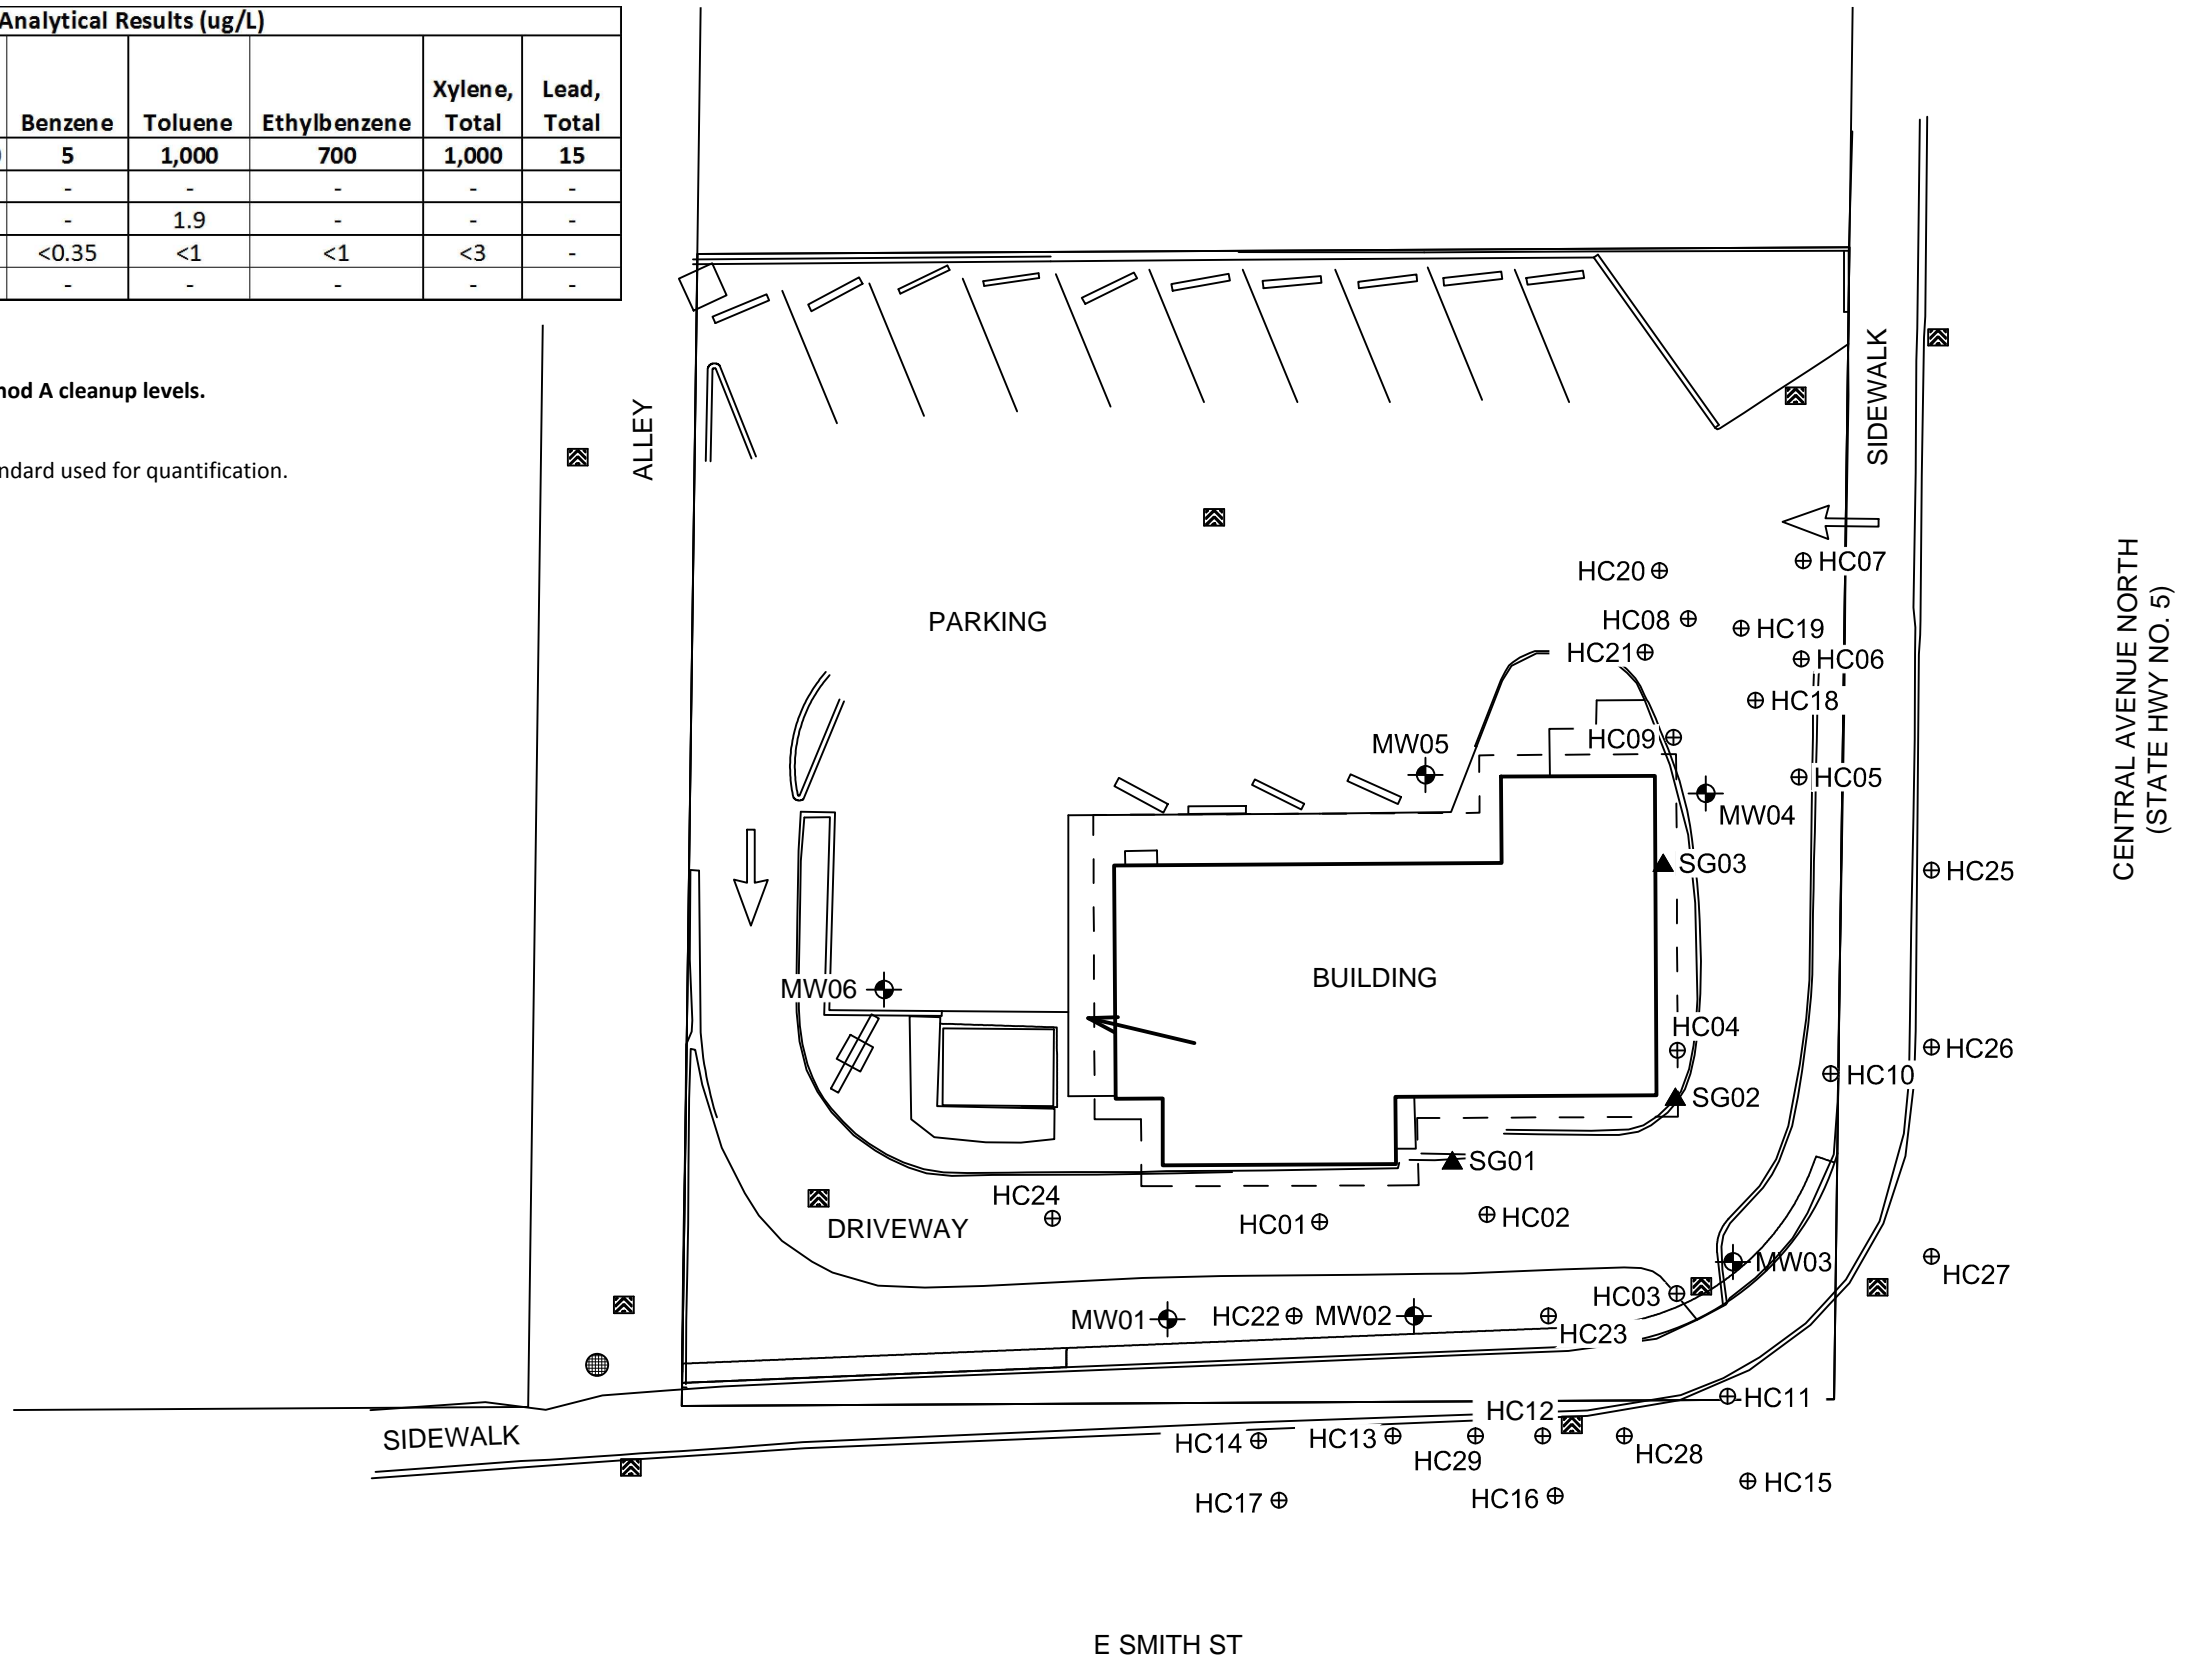 Analytical Results (ug/L)
Benzene Toluene Ethylbenzene Xylene, Total Lead, Total
5 1,000 700 1,000 15
- - - - -
- 1.9 - - -
<0.35 <1 <1 <3 -
- - - - -
A cleanup levels.
used for quantification.
ALLEY
SIDEWALK
CENTRAL AVENUE NORTH
(STATE HWY NO. 5)
HC07
HC20
HC08
HC19
PARKING
HC21
HC06
HC18
HC09
MW05
HC05
MW04
SG03
HC25
BUILDING
MW06
HC04
HC26
HC10
SG02
SG01
HC24
DRIVEWAY
HC01
HC02
MW03
HC27
HC03
MW01
HC22
MW02
HC23
HC11
HC12
SIDEWALK
HC14
HC13
HC29
HC28
HC15
HC17
HC16
E SMITH ST